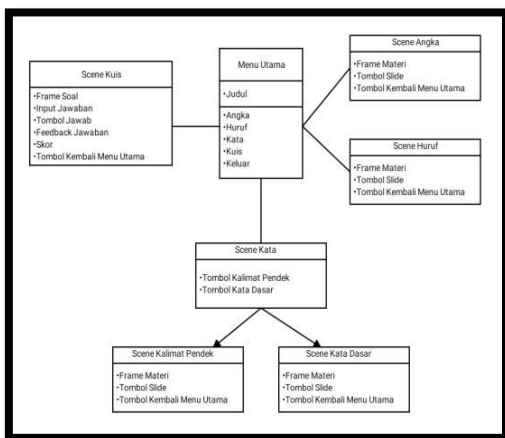 Scene Kuis
•Frame Soal
•Input Jawaban
•Tombol Jawab
•Feedback Jawaban
•Skor
•Tombol Kembali Menu Utama
Menu Utama
•Judul
•Angka
•Huruf
•Kata
•Kuis
•Keluar
Scene Angka
•Frame Materi
•Tombol Slide
•Tombol Kembali Menu Utama
Scene Huruf
•Frame Materi
•Tombol Slide
•Tombol Kembali Menu Utama
Scene Kata
•Tombol Kalimat Pendek
•Tombol Kata Dasar
Scene Kalimat Pendek
•Frame Materi
•Tombol Slide
•Tombol Kembali Menu Utama
Scene Kata Dasar
•Frame Materi
•Tombol Slide
•Tombol Kembali Menu Utama